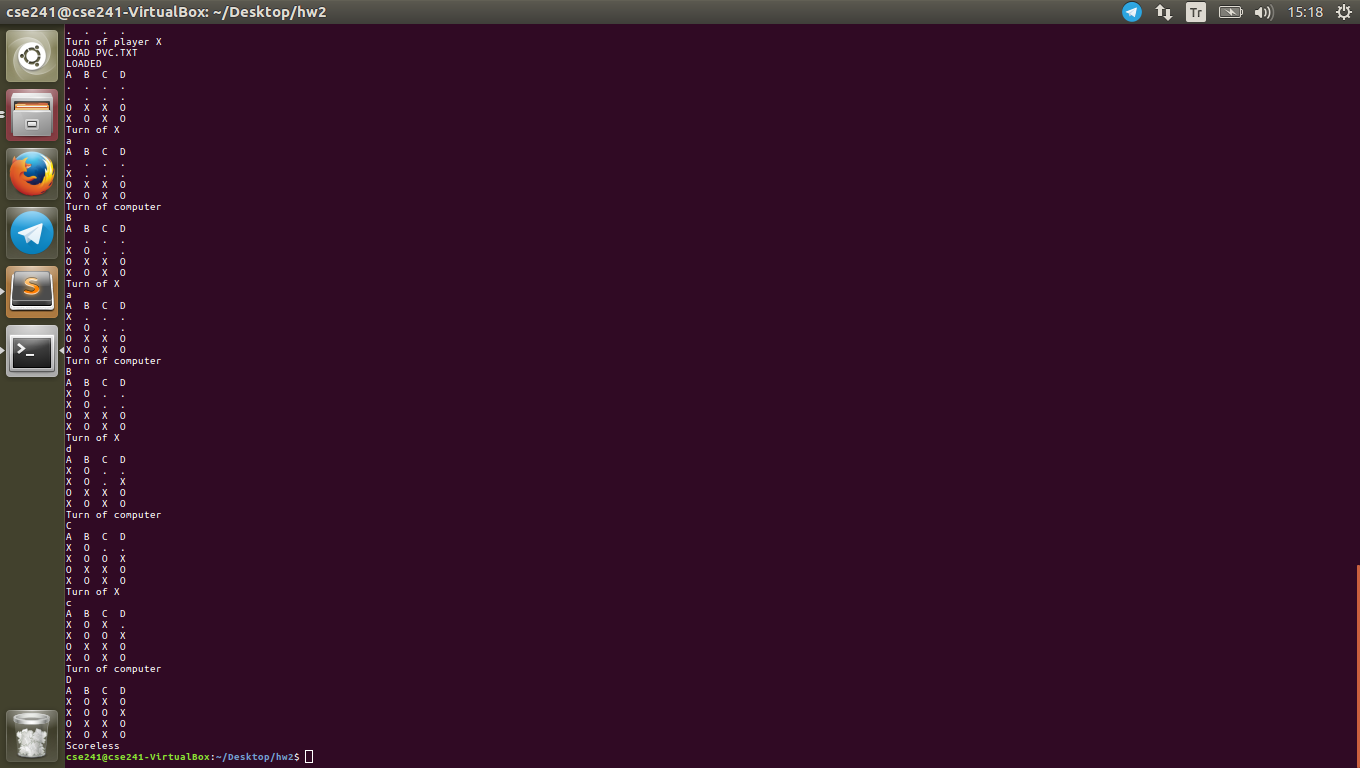 cse241@cse241-VirtualBox: ~/Desktop/hw2
Tr
15:18
. . . .
Turn of player X
LOAD PVC.TXT
LOADED
A B C D
. . . .
. . . .
O X X O
X O X O
Turn of X
a
A B C D
. . . .
X . . .
O X X O
X O X O
Turn of computer
B
A B C D
. . . .
X O . .
O X X O
X O X O
Turn of X
a
A B C D
X . . .
X O . .
O X X O
X O X O
Turn of computer
B
A B C D
X O . .
X O . .
O X X O
X O X O
Turn of X
d
A B C D
X O . .
X O . X
O X X O
X O X O
Turn of computer
C
A B C D
X O . .
X O O X
O X X O
X O X O
Turn of X
c
A B C D
X O X .
X O O X
O X X O
X O X O
Turn of computer
D
A B C D
X O X O
X O O X
O X X O
X O X O
Scoreless
cse241@cse241-VirtualBox:~/Desktop/hw2$